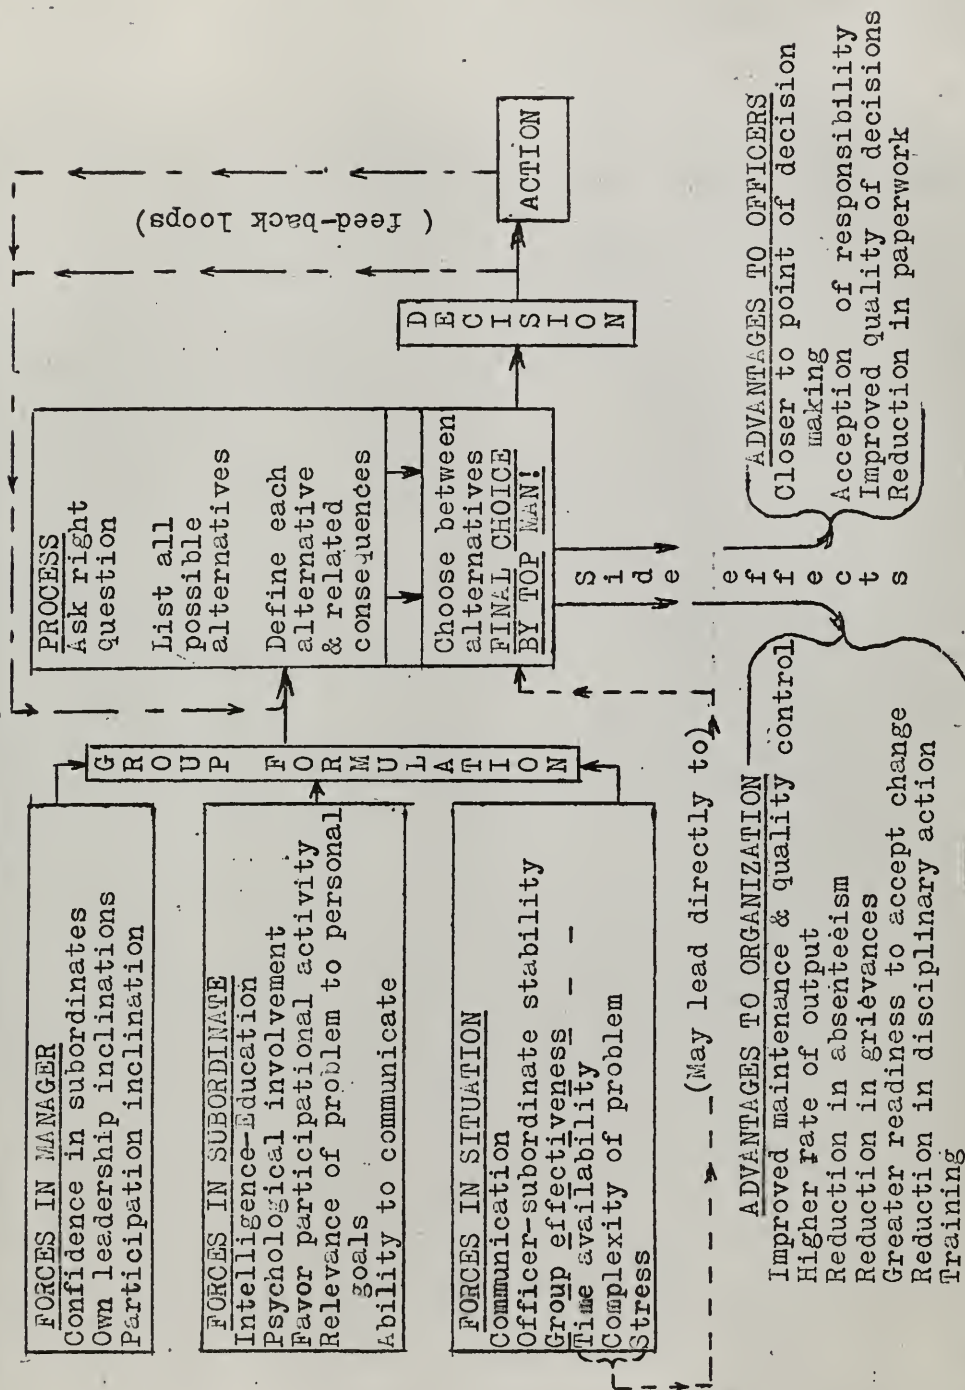 FORCES IN MANAGER
Confidence in subordinates
Own leadership inclinations
Participation inclination
FORCES IN SUBORDINATE
Intelligence-Education
Psychological involvement
Favor participational activity
Relevance of problem to personal
goals
Ability to communicate
FORCES IN SITUATION
Communication
Officer-subordinate stability
Group effectiveness
Time availability
Complexity of problem
Stress
GROUP FORMULATION
PROCESS
Ask right
question
List all
possible
alternatives
Define each
alternative
& related
consequences
Choose between
alternatives
FINAL CHOICE
BY TOP MAN!
DECISION
ACTION
( feed-back loops)
(May lead directly to)
Side effects
ADVANTAGES TO ORGANIZATION
Improved maintenance & quality control
Higher rate of output
Reduction in absenteeism
Reduction in grievances
Greater readiness to accept change
Reduction in disciplinary action
Training
ADVANTAGES TO OFFICERS
Closer to point of decision
making
Acception of responsibility
Improved quality of decisions
Reduction in paperwork